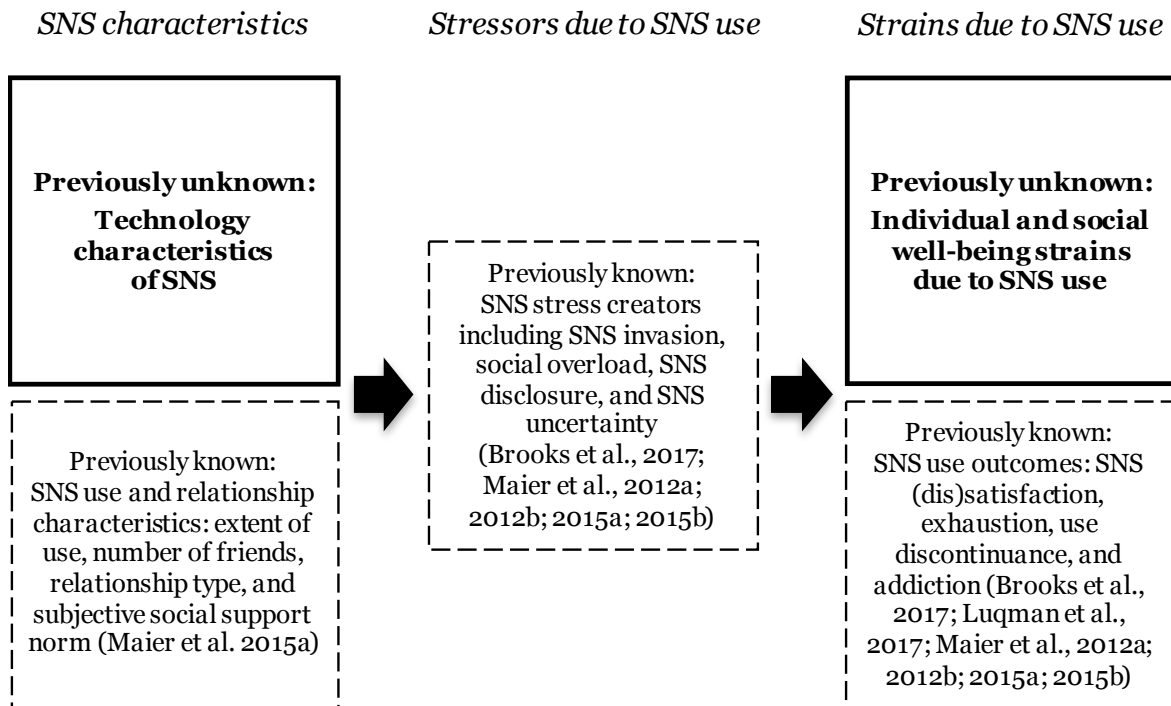 SNS characteristics
Stressors due to SNS use
Strains due to SNS use
Previously unknown:
Technology
characteristics
of SNS
Previously known:
SNS use and relationship
characteristics: extent of
use, number of friends,
relationship type, and
subjective social support
norm (Maier et al. 2015a)
Previously known:
SNS stress creators
including SNS invasion,
social overload, SNS
disclosure, and SNS
uncertainty
(Brooks et al., 2017;
Maier et al., 2012a;
2012b; 2015a; 2015b)
Previously unknown:
Individual and social
well-being strains
due to SNS use
Previously known:
SNS use outcomes: SNS
(dis)satisfaction,
exhaustion, use
discontinuance, and
addiction (Brooks et al.,
2017; Luqman et al.,
2017; Maier et al., 2012a;
2012b; 2015a; 2015b)